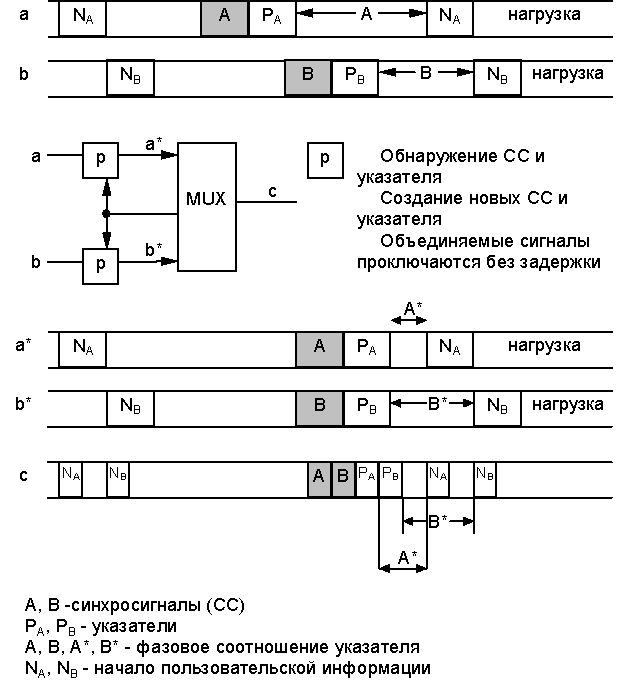 a N_A A P_A A N_A нагрузка
b N_B B P_B B N_B нагрузка
a p a* MUX c
b p b*
p Обнаружение СС и
указателя
Создание новых СС и
указателя
Объединяемые сигналы
проключаются без задержки
A*
a* N_A A P_A N_A нагрузка
b* N_B B P_B B* N_B нагрузка
c N_A N_B A B P_A P_B N_A N_B
B*
A*
A, B -синхросигналы (СС)
P_A, P_B - указатели
A, B, A*, B* - фазовое соотношение указателя
N_A, N_B - начало пользовательской информации